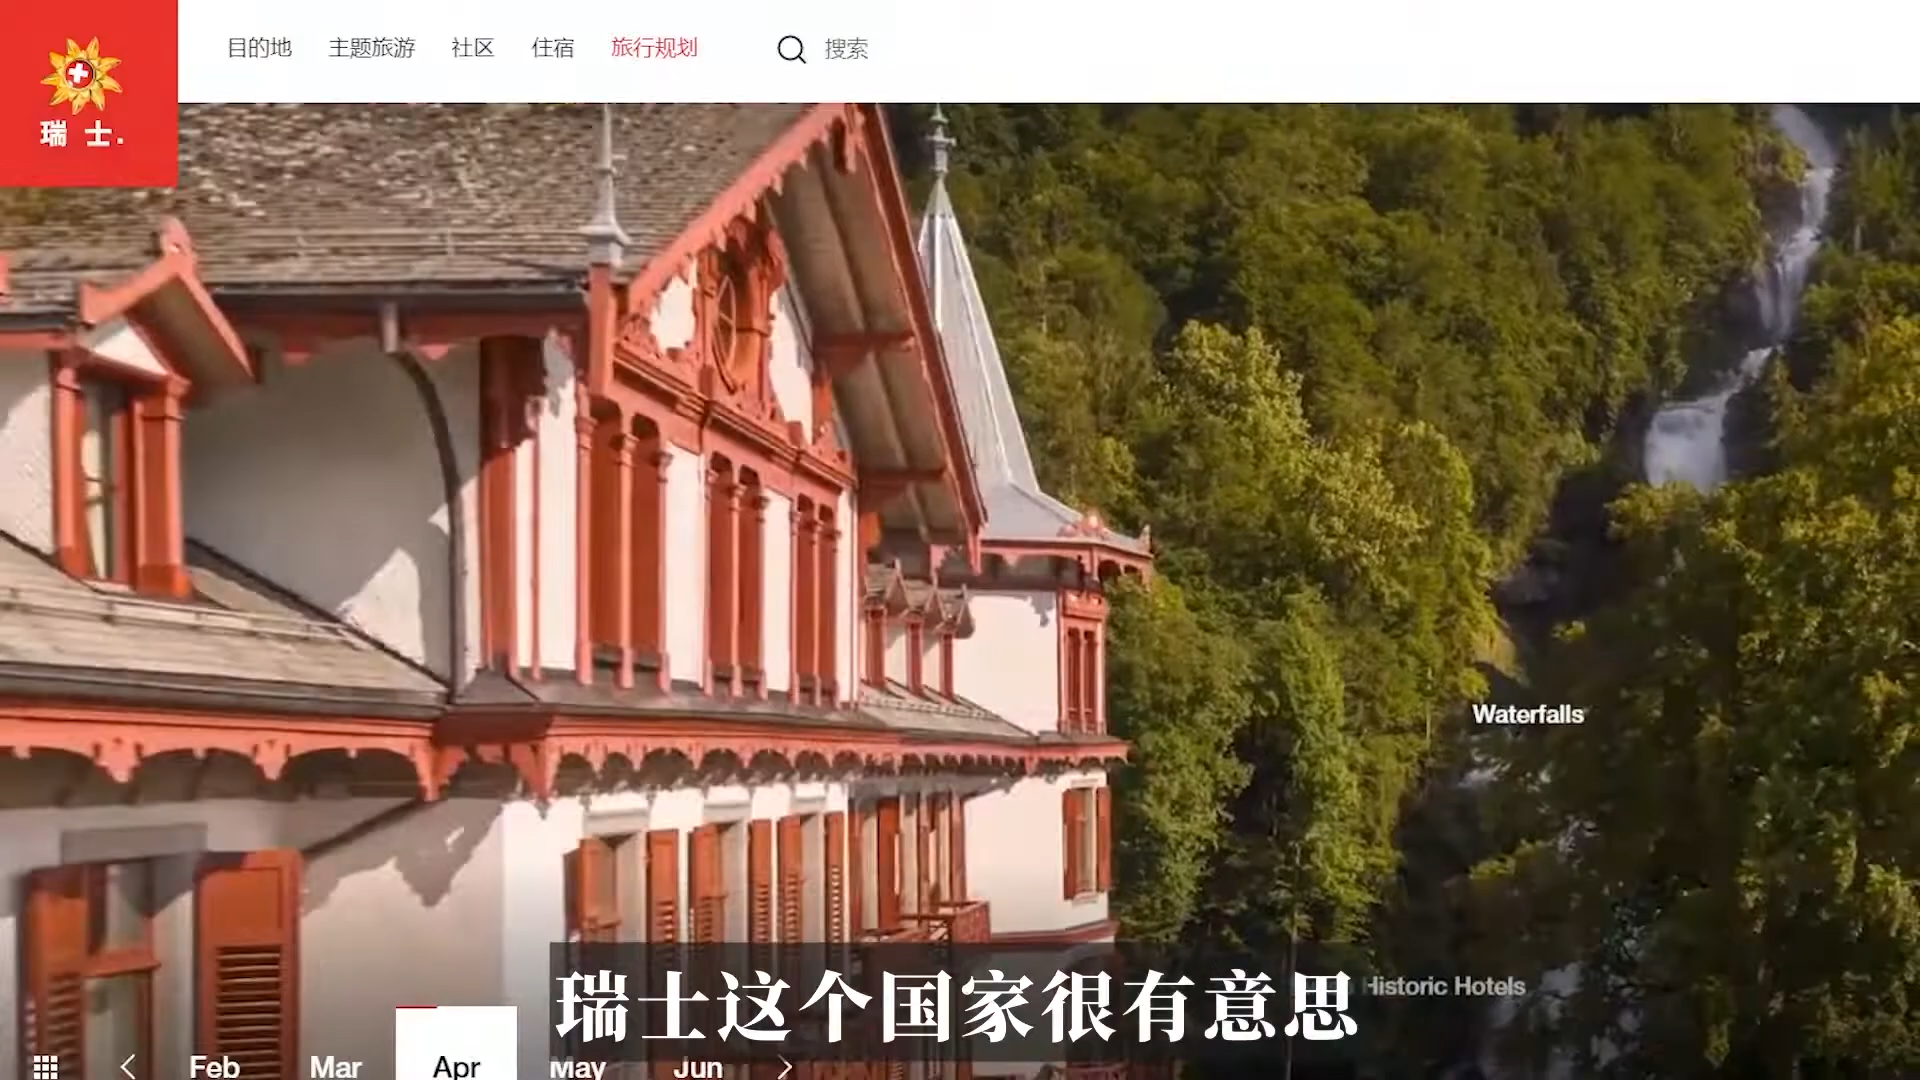 目的地 主题旅游 社区 住宿 旅行规划 搜索
瑞 士.
Waterfalls
Historic Hotels
瑞士这个国家很有意思
Feb Mar Apr May Jun